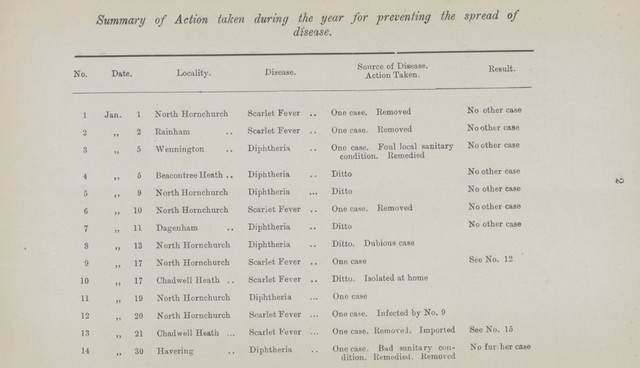 Summary of Action taken during the year for preventing the spread of
disease.
No. Date. Locality. Disease. Source of Disease. Action Taken. Result.
1 Jan. 1 North Hornchurch Scarlet Fever .. One case. Removed No other case
2 ,, 2 Rainham .. Scarlet Fever .. One case. Removed No other case
3 ,, 5 Wennington .. Diphtheria .. One case. Foul local sanitary No other case
condition. Remedied
4 ,, 5 Beacontree Heath .. Diphtheria .. Ditto No other case
5 ,, 9 North Hornchurch Diphtheria ... Ditto No other case
6 ,, 10 North Hornchurch Scarlet Fever .. One case. Removed No other case
7 ,, 11 Dagenham .. Diphtheria .. Ditto No other case
8 ,, 13 North Hornchurch Diphtheria .. Ditto. Dubious case
9 ,, 17 North Hornchurch Scarlet Fever .. One case See No. 12
10 ,, 17 Chadwell Heath .. Scarlet Fever .. Ditto. Isolated at home
11 ,, 19 North Hornchurch Diphtheria ... One case
12 ,, 20 North Hornchurch Scarlet Fever ... One case. Infected by No. 9
13 ,, 21 Chadwell Heath ... Scarlet Fever ... One case. Removed. Imported See No. 15
14 ,, 30 Havering .. Diphtheria .. One case. Bad sanitary con- No fur her case
dition. Remedied. Removed